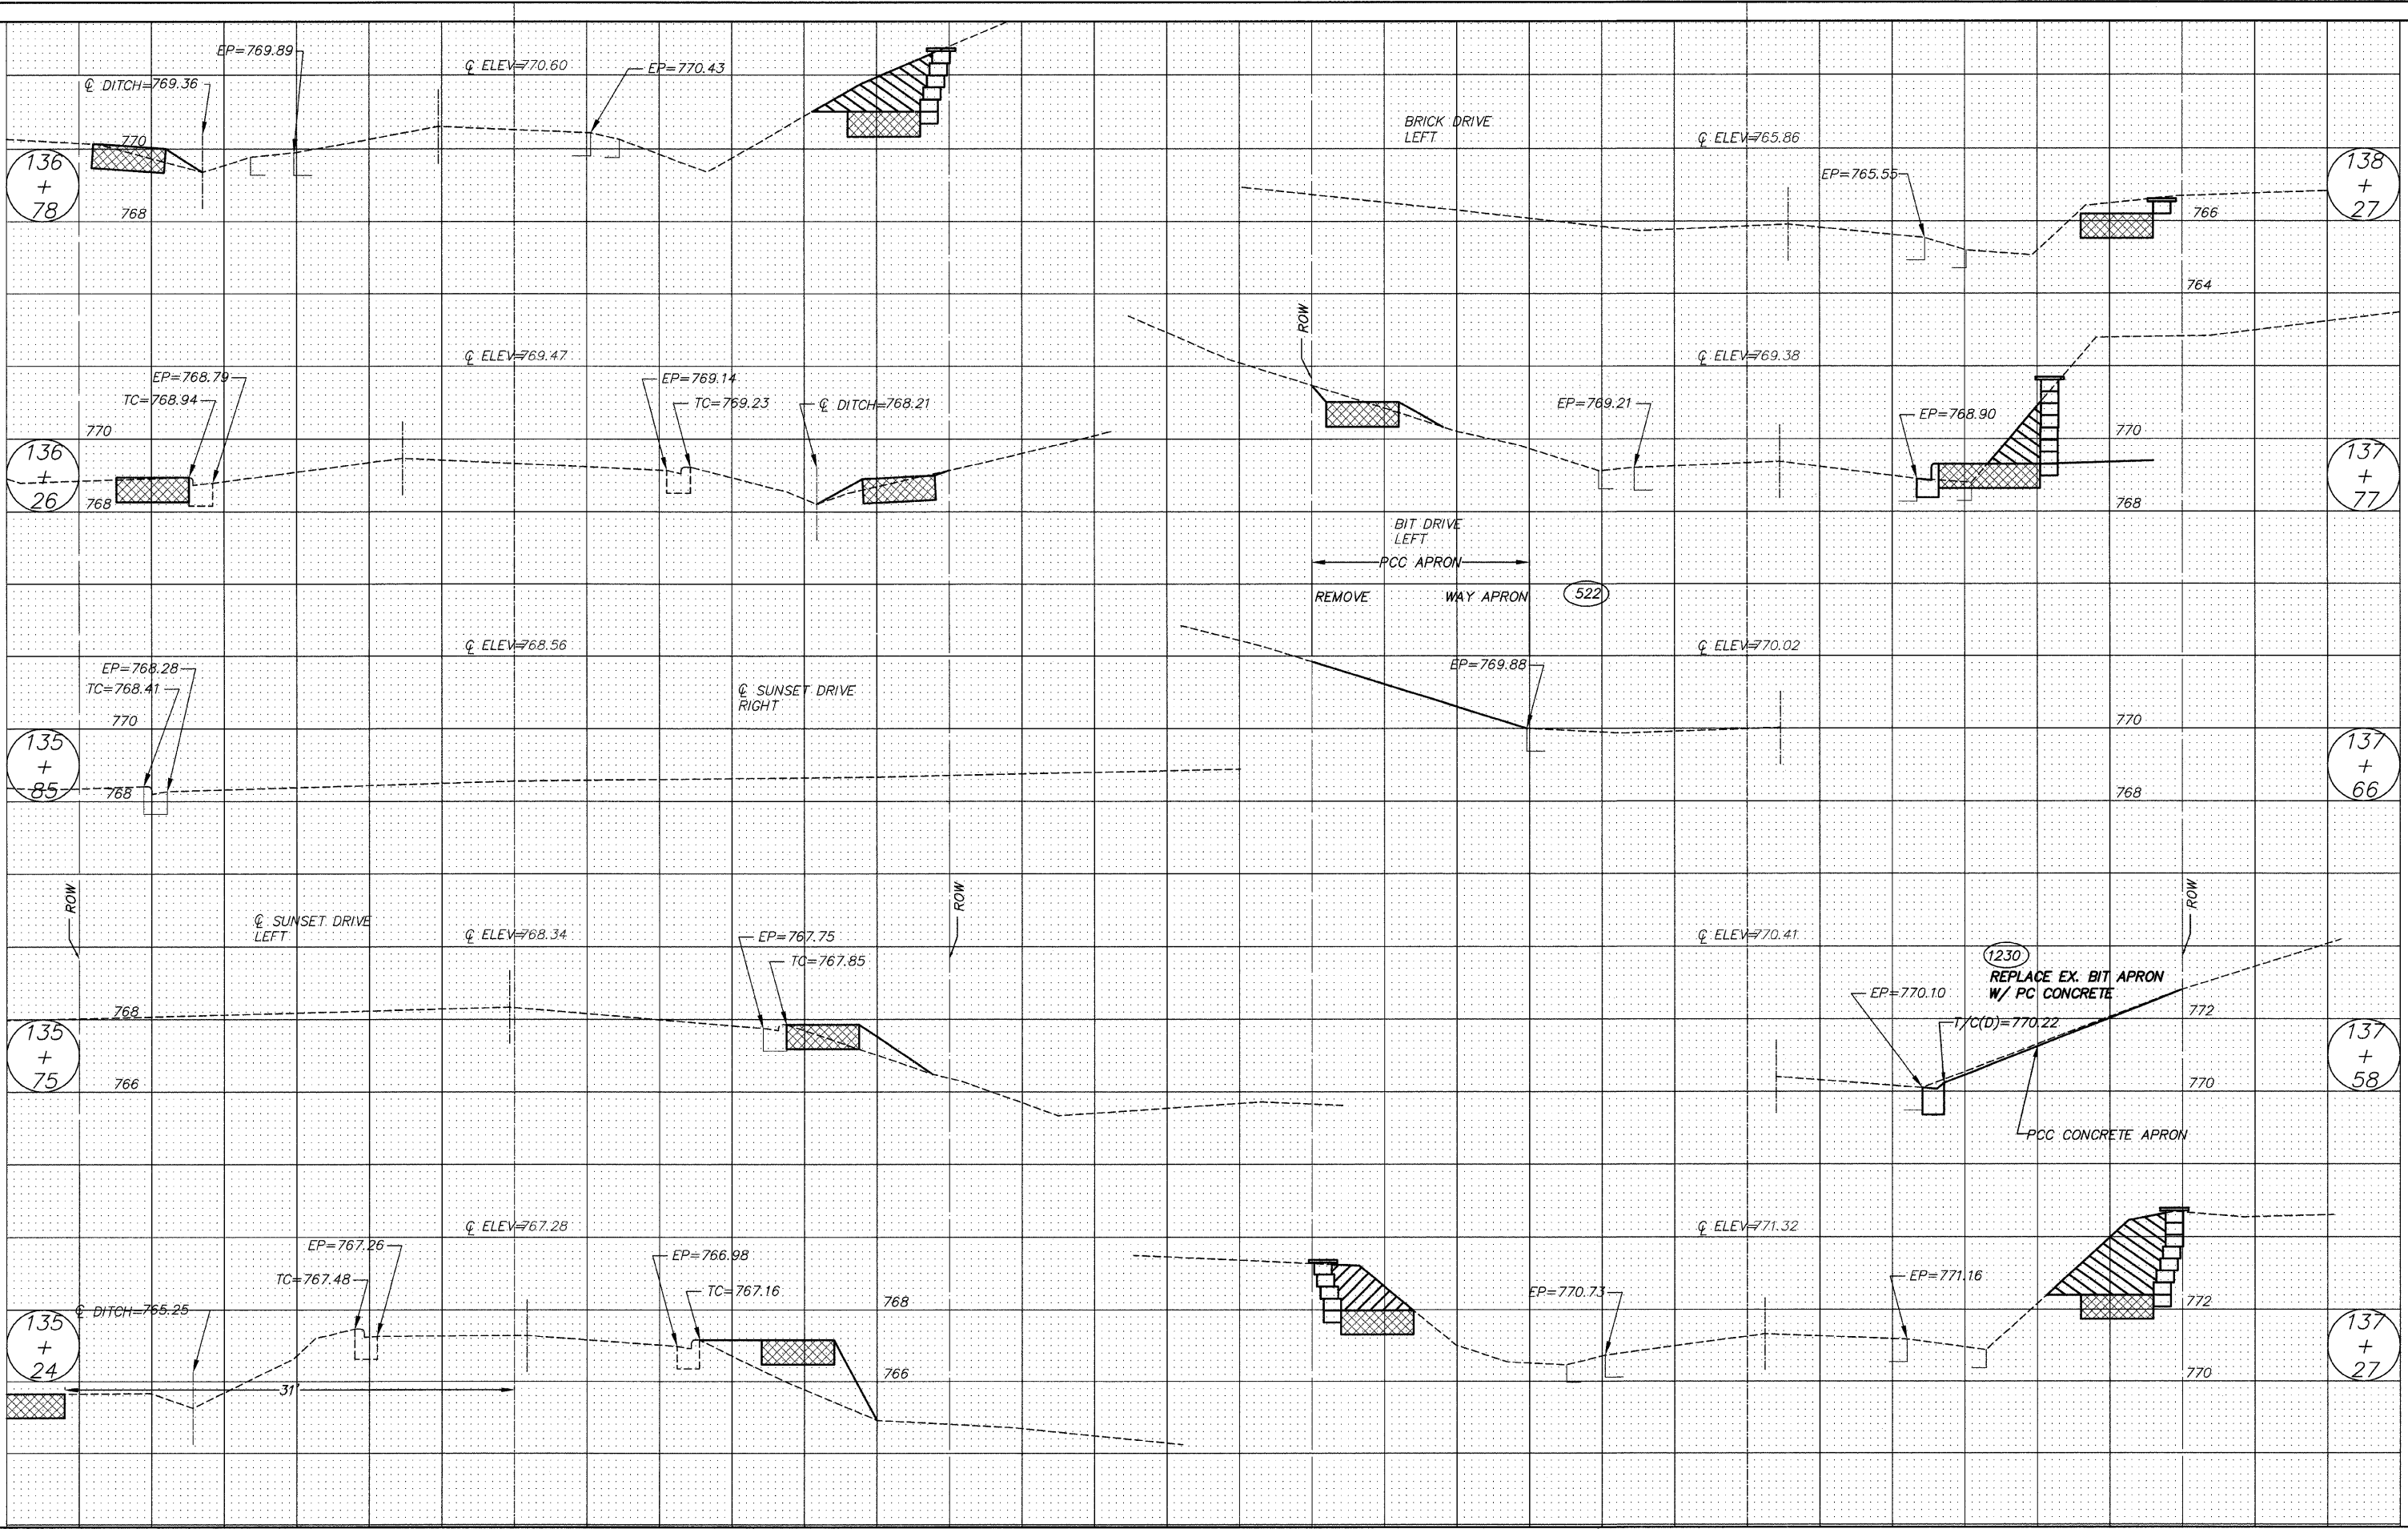 EP=769.89
℄ ELEV=770.60
EP=770.43
℄ DITCH=769.36
770
136
+
78
768
℄ ELEV=769.47
EP=768.79
TC=768.94
EP=769.14
TC=769.23
℄ DITCH=768.21
770
136
+
26
768
℄ ELEV=768.56
EP=768.28
TC=768.41
℄ SUNSET DRIVE
RIGHT
770
135
+
85
768
ROW
℄ SUNSET DRIVE
LEFT
℄ ELEV=768.34
EP=767.75
TC=767.85
ROW
768
135
+
75
766
℄ ELEV=767.28
EP=767.26
TC=767.48
EP=766.98
TC=767.16
℄ DITCH=765.25
768
135
+
24
766
31'
BRICK DRIVE
LEFT
℄ ELEV=765.86
EP=765.55
138
+
27
766
764
ROW
℄ ELEV=769.38
EP=769.21
EP=768.90
770
137
+
77
768
BIT DRIVE
LEFT
PCC APRON
REMOVE WAY APRON 522
℄ ELEV=770.02
EP=769.88
770
137
+
66
768
ROW
℄ ELEV=770.41
1230
REPLACE EX. BIT APRON
W/ PC CONCRETE
EP=770.10
T/C(D)=770.22
772
137
+
58
770
PCC CONCRETE APRON
℄ ELEV=771.32
EP=770.73
EP=771.16
772
137
+
27
770